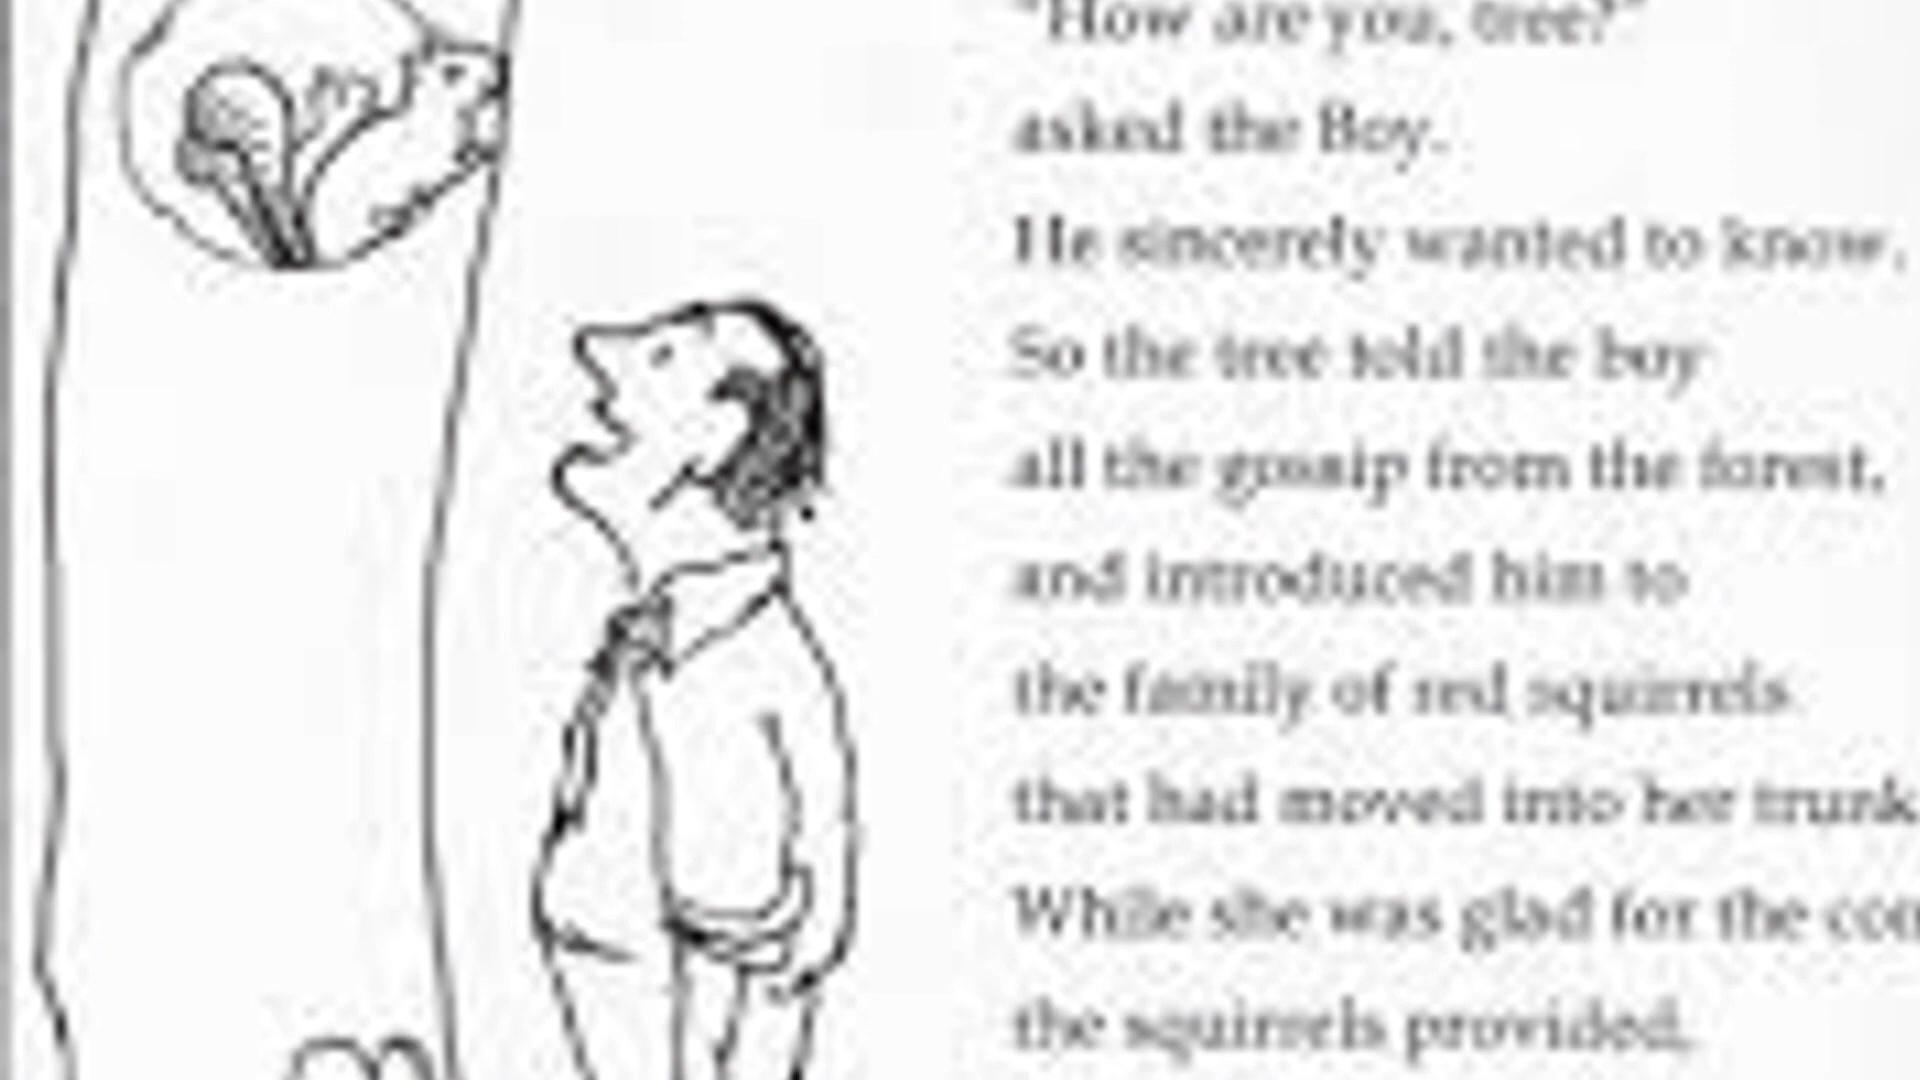 "How are you, tree?"
asked the Boy.
He sincerely wanted to know.
So the tree told the boy
all the gossip from the forest,
and introduced him to
the family of red squirrels
that had moved into her trunk
While she was glad for the
the squirrels provided,